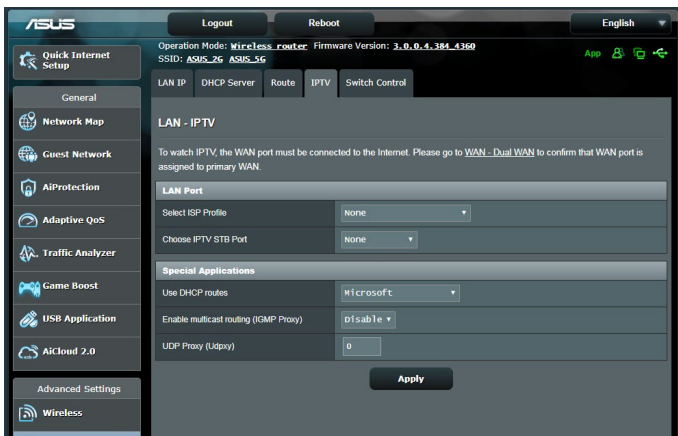 ASUS
Logout
Reboot
English
Quick Internet
Setup
Operation Mode: Wireless router Firmware Version: 3.0.0.4.384_4360
SSID: ASUS_2G ASUS_5G
App
LAN IP
DHCP Server
Route
IPTV
Switch Control
General
Network Map
Guest Network
AiProtection
Adaptive QoS
Traffic Analyzer
Game Boost
USB Application
AiCloud 2.0
Advanced Settings
Wireless
LAN - IPTV
To watch IPTV, the WAN port must be connected to the Internet. Please go to WAN - Dual WAN to confirm that WAN port is
assigned to primary WAN.
LAN Port
Select ISP Profile
None
Choose IPTV STB Port
None
Special Applications
Use DHCP routes
Microsoft
Enable multicast routing (IGMP Proxy)
Disable
UDP Proxy (Udpxy)
0
Apply